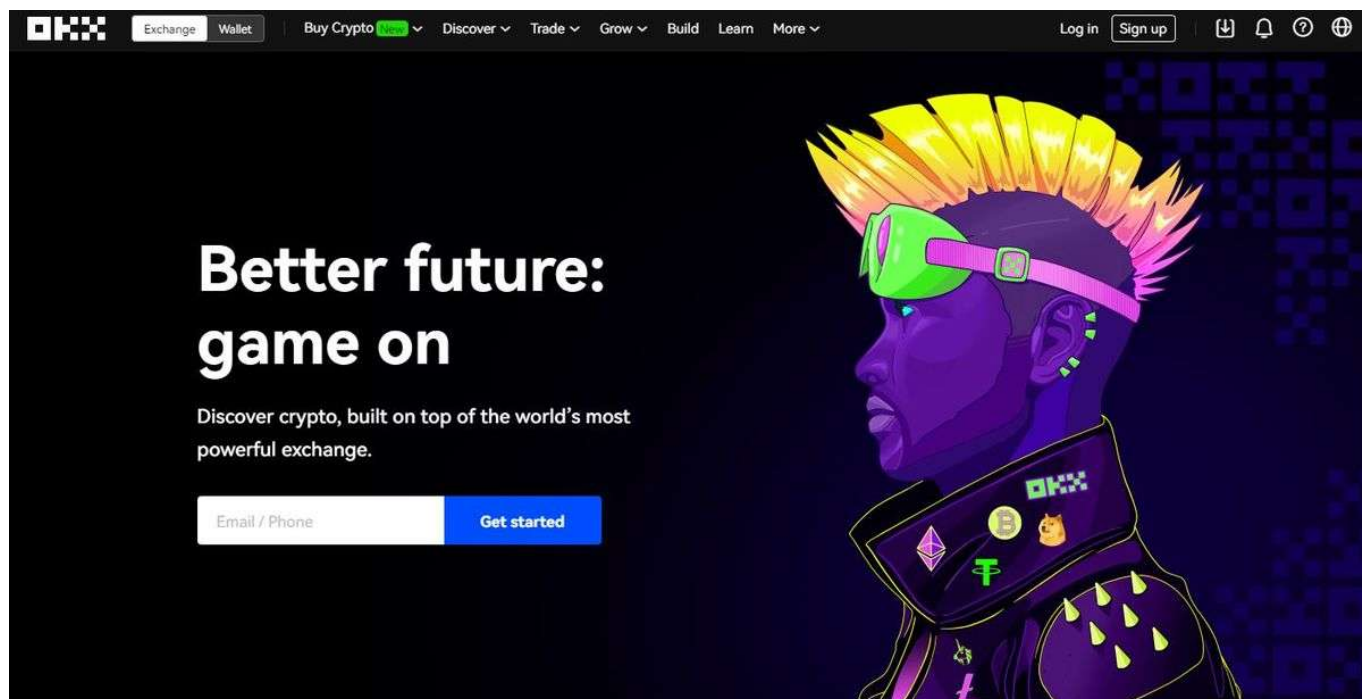 OKX Exchange Wallet Buy Crypto New Discover Trade Grow Build Learn More Log in Sign up
Better future:
game on
Discover crypto, built on top of the world's most
powerful exchange.
Email / Phone Get started
OKX